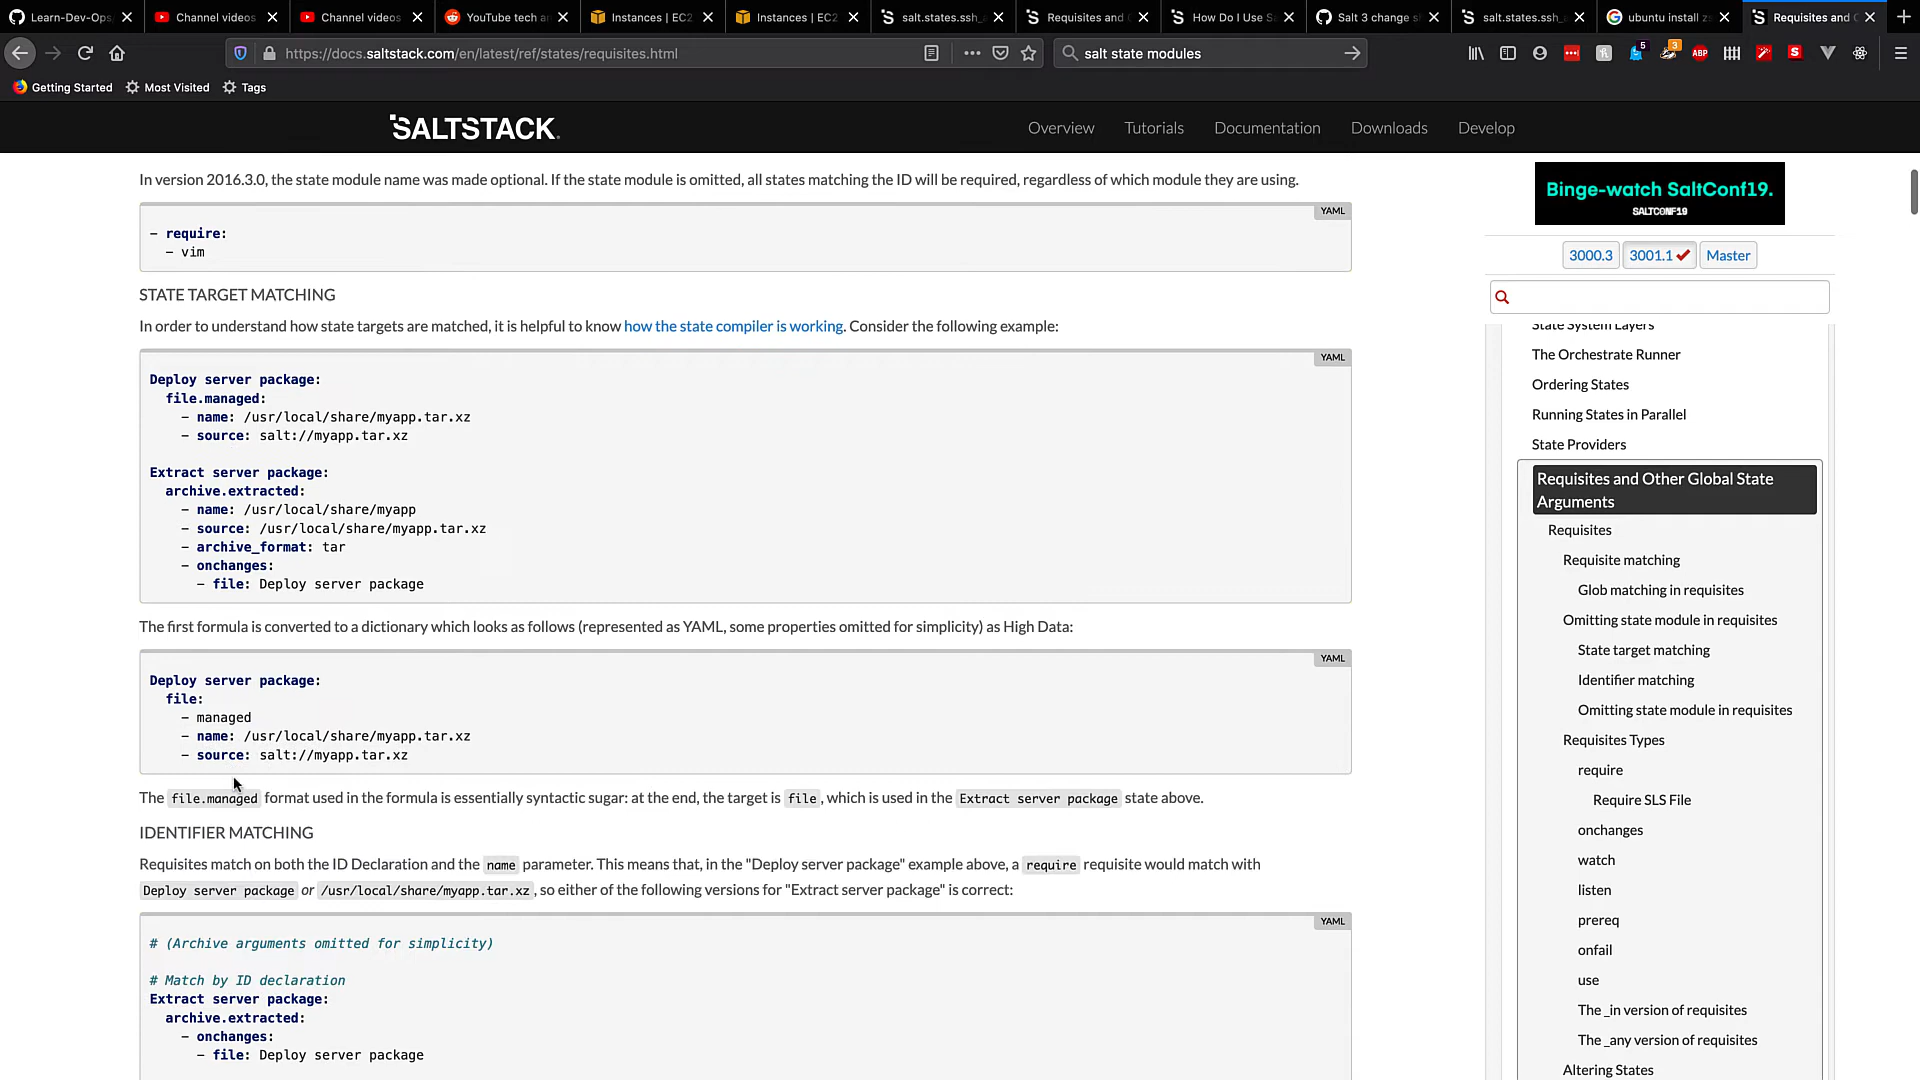 Learn-Dev-Ops/
Channel videos
Channel videos
YouTube tech a
Instances | EC2
Instances | EC2
salt.states.ssh_a
Requisites and O
How Do I Use S
Salt 3 change s
salt.states.ssh_
ubuntu install z
Requisites and O
https://docs.saltstack.com/en/latest/ref/states/requisites.html
salt state modules
5
3
ABP
Getting Started
Most Visited
Tags
SALTSTACK
Overview
Tutorials
Documentation
Downloads
Develop
In version 2016.3.0, the state module name was made optional. If the state module is omitted, all states matching the ID will be required, regardless of which module they are using.
YAML
- require:
- vim
STATE TARGET MATCHING
In order to understand how state targets are matched, it is helpful to know how the state compiler is working. Consider the following example:
YAML
Deploy server package:
file.managed:
- name: /usr/local/share/myapp.tar.xz
- source: salt://myapp.tar.xz
Extract server package:
archive.extracted:
- name: /usr/local/share/myapp
- source: /usr/local/share/myapp.tar.xz
- archive_format: tar
- onchanges:
- file: Deploy server package
The first formula is converted to a dictionary which looks as follows (represented as YAML, some properties omitted for simplicity) as High Data:
YAML
Deploy server package:
file:
- managed
- name: /usr/local/share/myapp.tar.xz
- source: salt://myapp.tar.xz
The file.managed format used in the formula is essentially syntactic sugar: at the end, the target is file, which is used in the Extract server package state above.
IDENTIFIER MATCHING
Requisites match on both the ID Declaration and the name parameter. This means that, in the "Deploy server package" example above, a require requisite would match with
Deploy server package or /usr/local/share/myapp.tar.xz, so either of the following versions for "Extract server package" is correct:
YAML
# (Archive arguments omitted for simplicity)
# Match by ID declaration
Extract server package:
archive.extracted:
- onchanges:
- file: Deploy server package
Binge-watch SaltConf19.
SALTCONF19
3000.3
3001.1
Master
State System Layers
The Orchestrate Runner
Ordering States
Running States in Parallel
State Providers
Requisites and Other Global State
Arguments
Requisites
Requisite matching
Glob matching in requisites
Omitting state module in requisites
State target matching
Identifier matching
Omitting state module in requisites
Requisites Types
require
Require SLS File
onchanges
watch
listen
prereq
onfail
use
The _in version of requisites
The _any version of requisites
Altering States